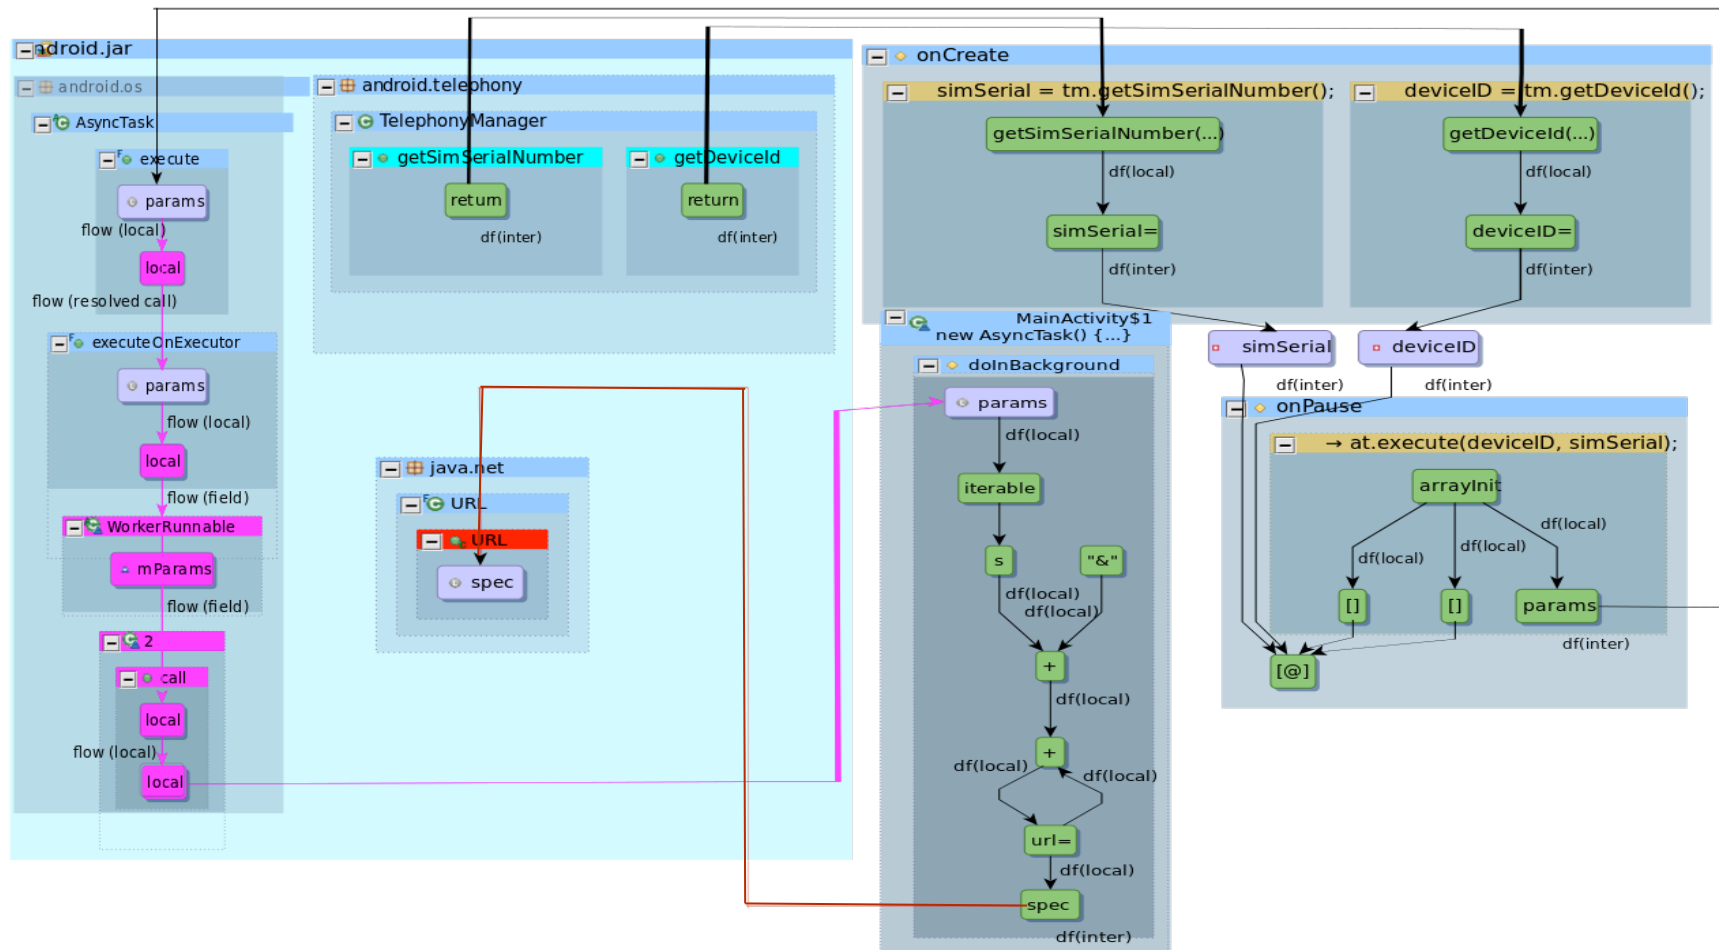 ndroid.jar
android.os
AsyncTask
execute
params
flow (local)
local
flow (resolved call)
executeOnExecutor
params
flow (local)
local
flow (field)
WorkerRunnable
mParams
flow (field)
2
call
local
flow (local)
local
android.telephony
TelephonyManager
getSimSerialNumber
return
df(inter)
getDeviceId
return
df(inter)
java.net
URL
URL
spec
onCreate
simSerial = tm.getSimSerialNumber();
getSimSerialNumber(...)
df(local)
simSerial=
df(inter)
deviceID = tm.getDeviceId();
getDeviceId(...)
df(local)
deviceID=
df(inter)
MainActivity$1
new AsyncTask() {...}
doInBackground
params
df(local)
iterable
s
"&"
df(local)
df(local)
+
df(local)
+
df(local)
df(local)
url=
df(local)
spec
df(inter)
simSerial
deviceID
df(inter)
df(inter)
onPause
→ at.execute(deviceID, simSerial);
arrayInit
df(local)
df(local)
df(local)
[]
[]
params
df(inter)
[@]